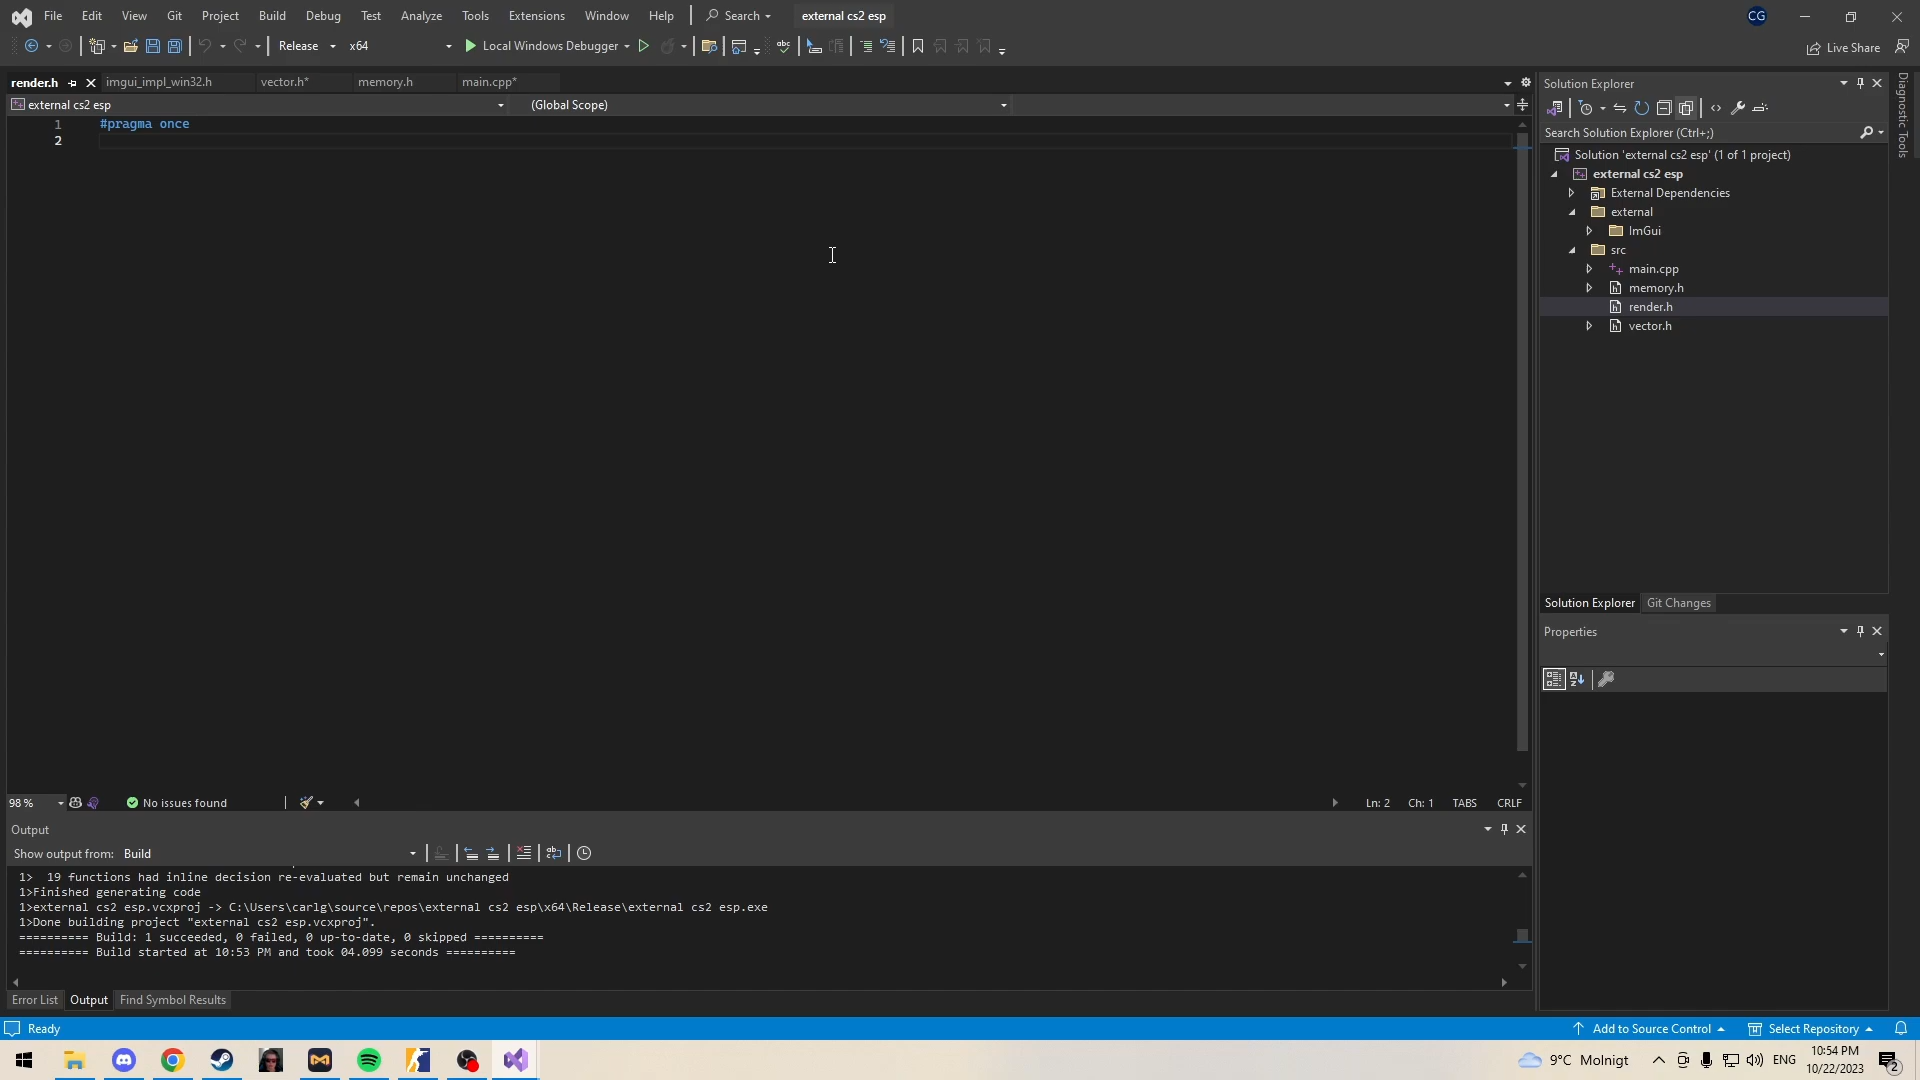 File Edit View Git Project Build Debug Test Analyze Tools Extensions Window Help Search external cs2 esp CG
Release x64 Local Windows Debugger Live Share
render.h imgui_impl_win32.h vector.h* memory.h main.cpp*
external cs2 esp (Global Scope)
1 #pragma once
2
98 % No issues found Ln: 2 Ch: 1 TABS CRLF
Output
Show output from: Build
1> 19 functions had inline decision re-evaluated but remain unchanged
1>Finished generating code
1>external cs2 esp.vcxproj -> C:\Users\carlg\source\repos\external cs2 esp\x64\Release\external cs2 esp.exe
1>Done building project "external cs2 esp.vcxproj".
========== Build: 1 succeeded, 0 failed, 0 up-to-date, 0 skipped ==========
========== Build started at 10:53 PM and took 04.099 seconds ==========
Error List Output Find Symbol Results
Solution Explorer
Search Solution Explorer (Ctrl+;)
Solution 'external cs2 esp' (1 of 1 project)
external cs2 esp
External Dependencies
external
ImGui
src
main.cpp
memory.h
render.h
vector.h
Solution Explorer Git Changes
Properties
Diagnostic Tools
Ready Add to Source Control Select Repository
9°C Molnigt ENG 10:54 PM
10/22/2023
2